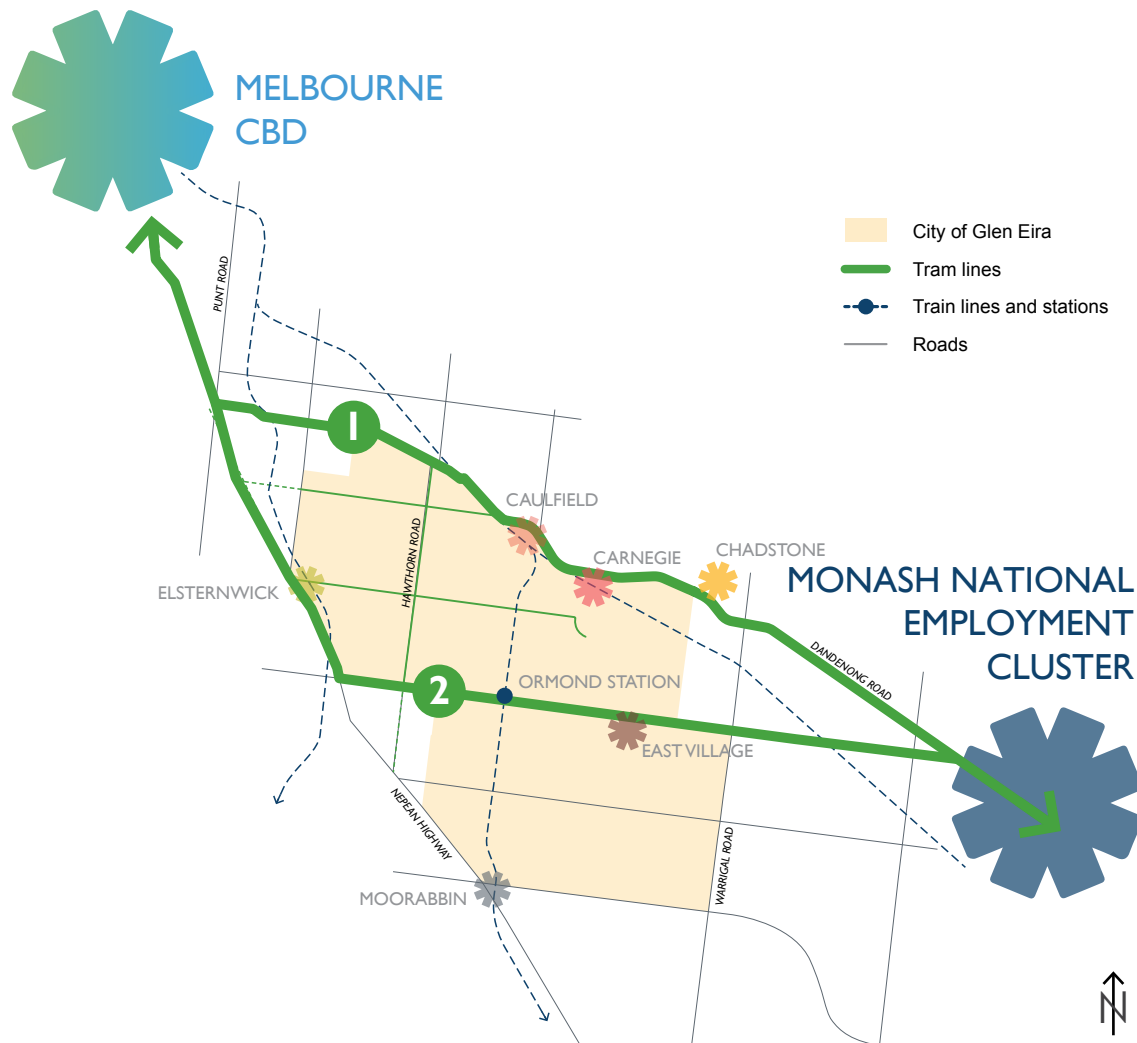 MELBOURNE
CBD
City of Glen Eira
Tram lines
Train lines and stations
Roads
PUNT ROAD
1
CAULFIELD
HAWTHORN ROAD
CARNEGIE
CHADSTONE
ELSTERNWICK
MONASH NATIONAL
EMPLOYMENT
CLUSTER
DANDENONG ROAD
2
ORMOND STATION
EAST VILLAGE
NEPEAN HIGHWAY
WARRIGAL ROAD
MOORABBIN
N